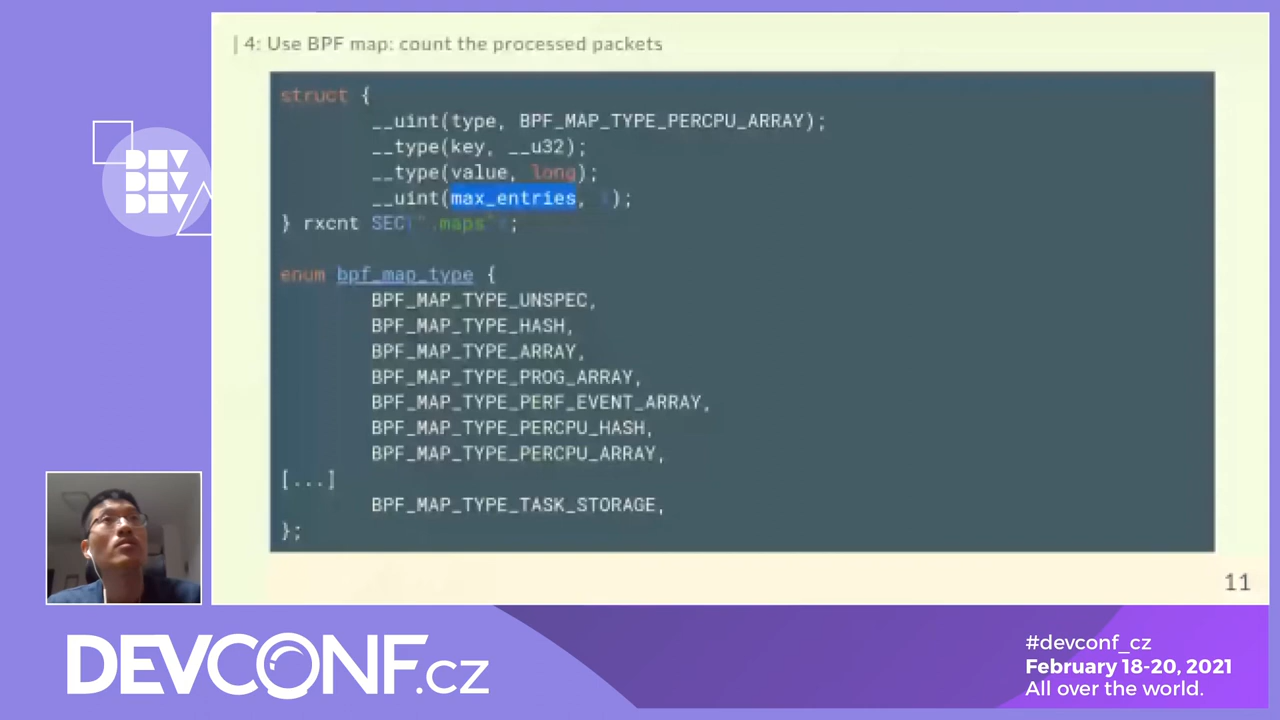 | 4: Use BPF map: count the processed packets
struct {
__uint(type, BPF_MAP_TYPE_PERCPU_ARRAY);
__type(key, __u32);
__type(value, long);
__uint(max_entries, );
} rxcnt SEC(".maps");
enum bpf_map_type {
BPF_MAP_TYPE_UNSPEC,
BPF_MAP_TYPE_HASH,
BPF_MAP_TYPE_ARRAY,
BPF_MAP_TYPE_PROG_ARRAY,
BPF_MAP_TYPE_PERF_EVENT_ARRAY,
BPF_MAP_TYPE_PERCPU_HASH,
BPF_MAP_TYPE_PERCPU_ARRAY,
[...]
BPF_MAP_TYPE_TASK_STORAGE,
};
11
DEV
DEV
DEVCONF.cz
#devconf_cz
February 18-20, 2021
All over the world.